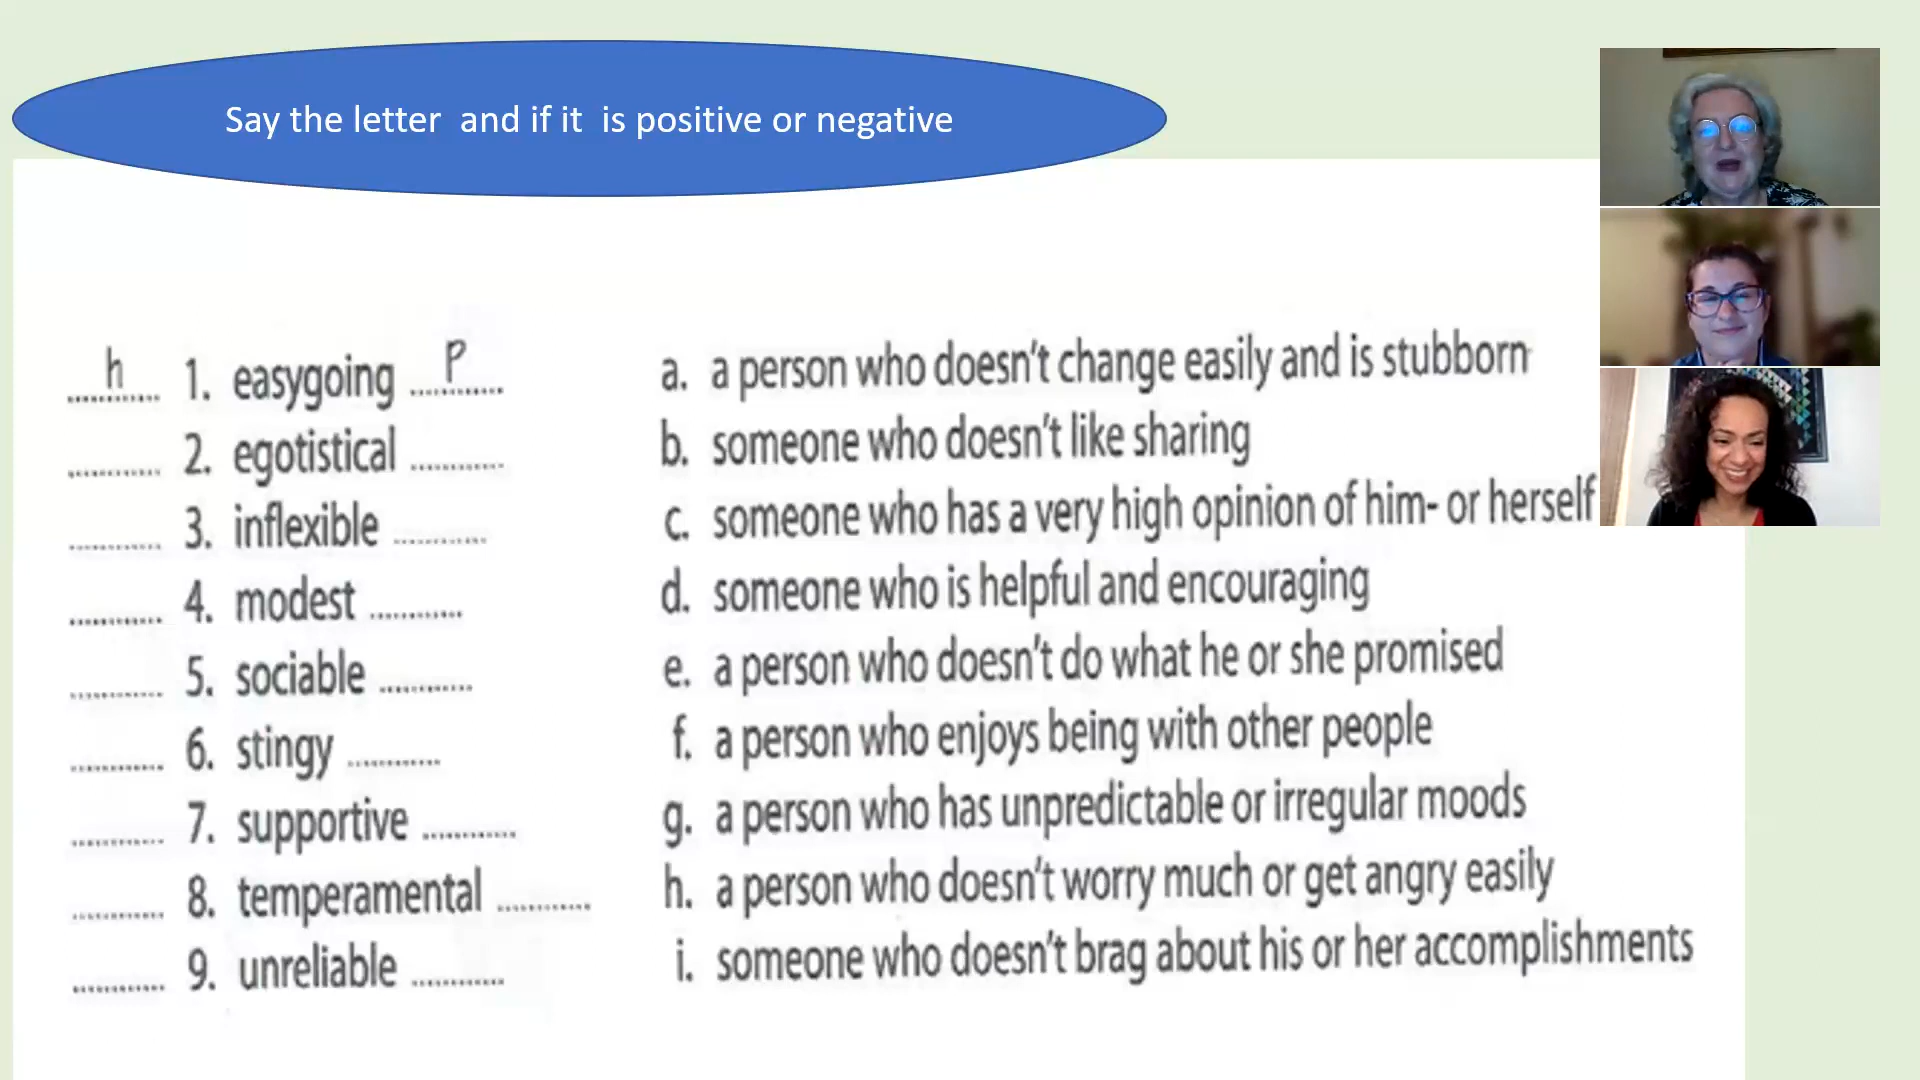 Say the letter and if it is positive or negative
h 1. easygoing P
2. egotistical
3. inflexible
4. modest
5. sociable
6. stingy
7. supportive
8. temperamental
9. unreliable
a. a person who doesn't change easily and is stubborn
b. someone who doesn't like sharing
c. someone who has a very high opinion of him- or herself
d. someone who is helpful and encouraging
e. a person who doesn't do what he or she promised
f. a person who enjoys being with other people
g. a person who has unpredictable or irregular moods
h. a person who doesn't worry much or get angry easily
i. someone who doesn't brag about his or her accomplishments